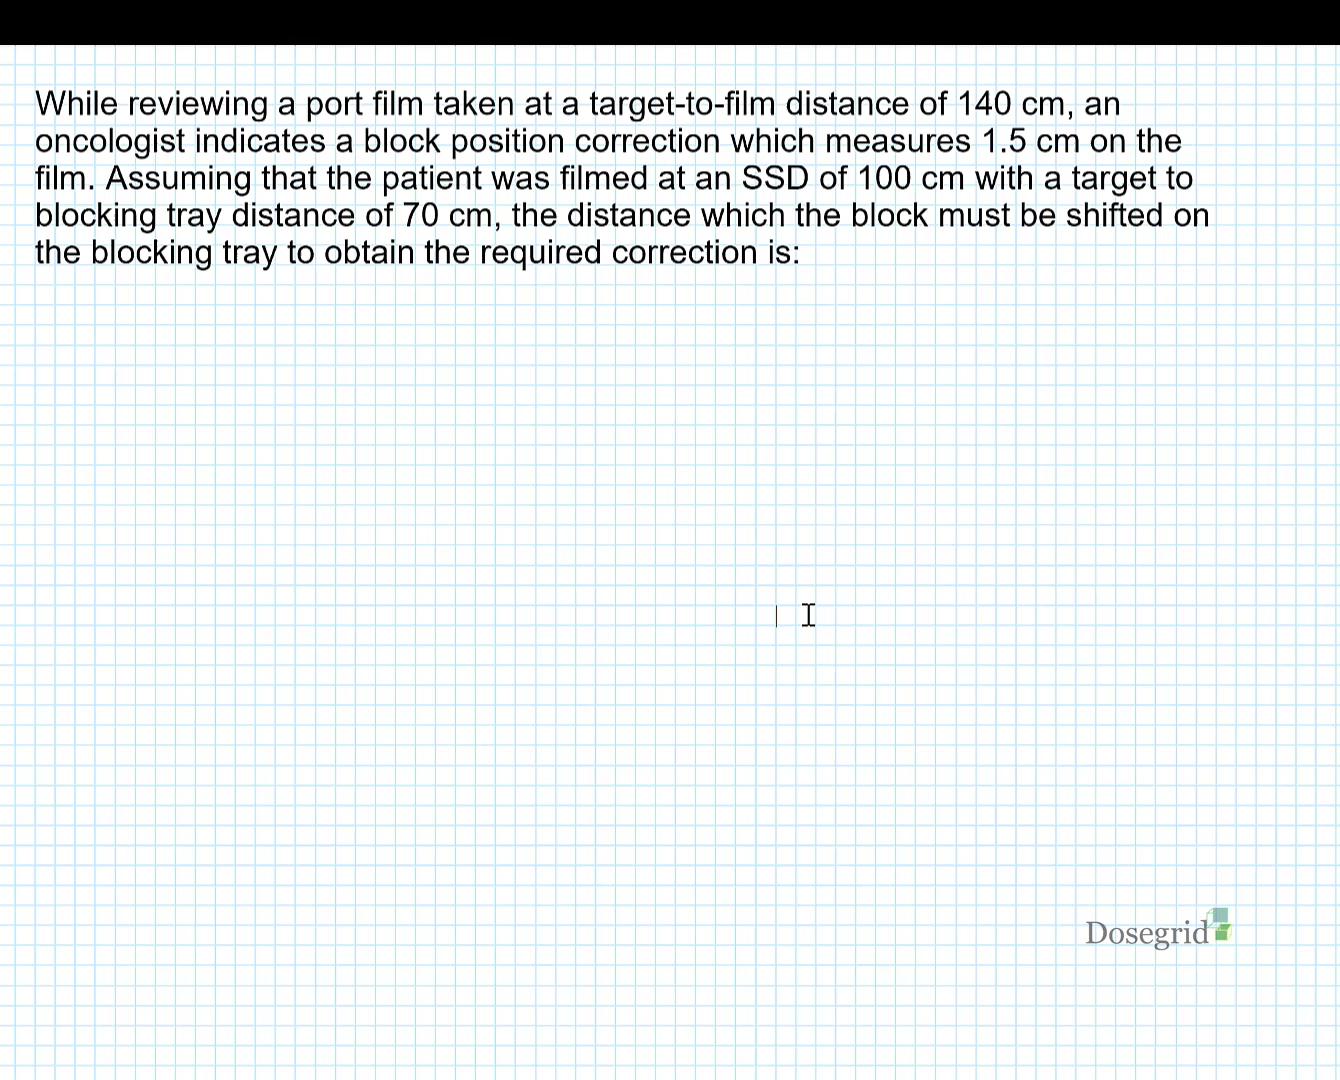 While reviewing a port film taken at a target-to-film distance of 140 cm, an
oncologist indicates a block position correction which measures 1.5 cm on the
film. Assuming that the patient was filmed at an SSD of 100 cm with a target to
blocking tray distance of 70 cm, the distance which the block must be shifted on
the blocking tray to obtain the required correction is:
Dosegrid